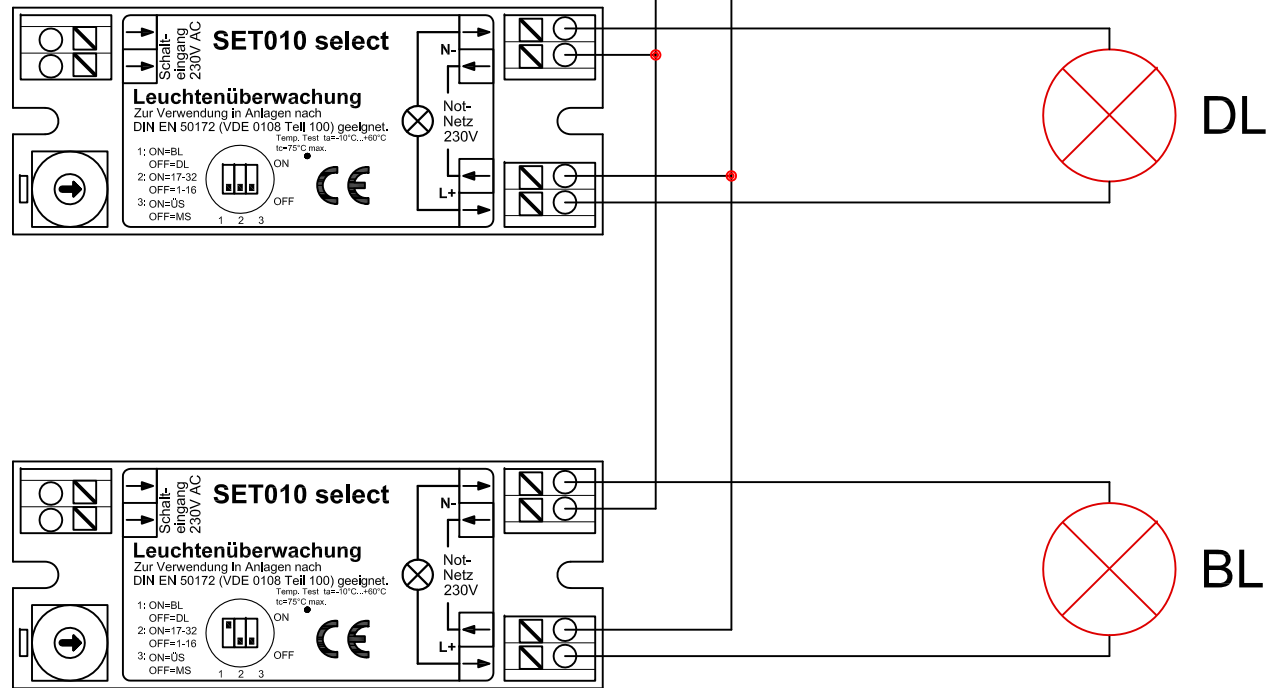 SET010 select
Schalt-
eingang
230V AC
N-
Leuchtenüberwachung
Zur Verwendung in Anlagen nach
DIN EN 50172 (VDE 0108 Teil 100) geeignet.
Temp. Test ta=-10°C...+60°C
tc=75°C max.
Not-
Netz
230V
1: ON=BL
OFF=DL
2: ON=17-32
OFF=1-16
3: ON=ÜS
OFF=MS
ON
OFF
1 2 3
CE
L+
DL
SET010 select
Schalt-
eingang
230V AC
N-
Leuchtenüberwachung
Zur Verwendung in Anlagen nach
DIN EN 50172 (VDE 0108 Teil 100) geeignet.
Temp. Test ta=-10°C...+60°C
tc=75°C max.
Not-
Netz
230V
1: ON=BL
OFF=DL
2: ON=17-32
OFF=1-16
3: ON=ÜS
OFF=MS
ON
OFF
1 2 3
CE
L+
BL